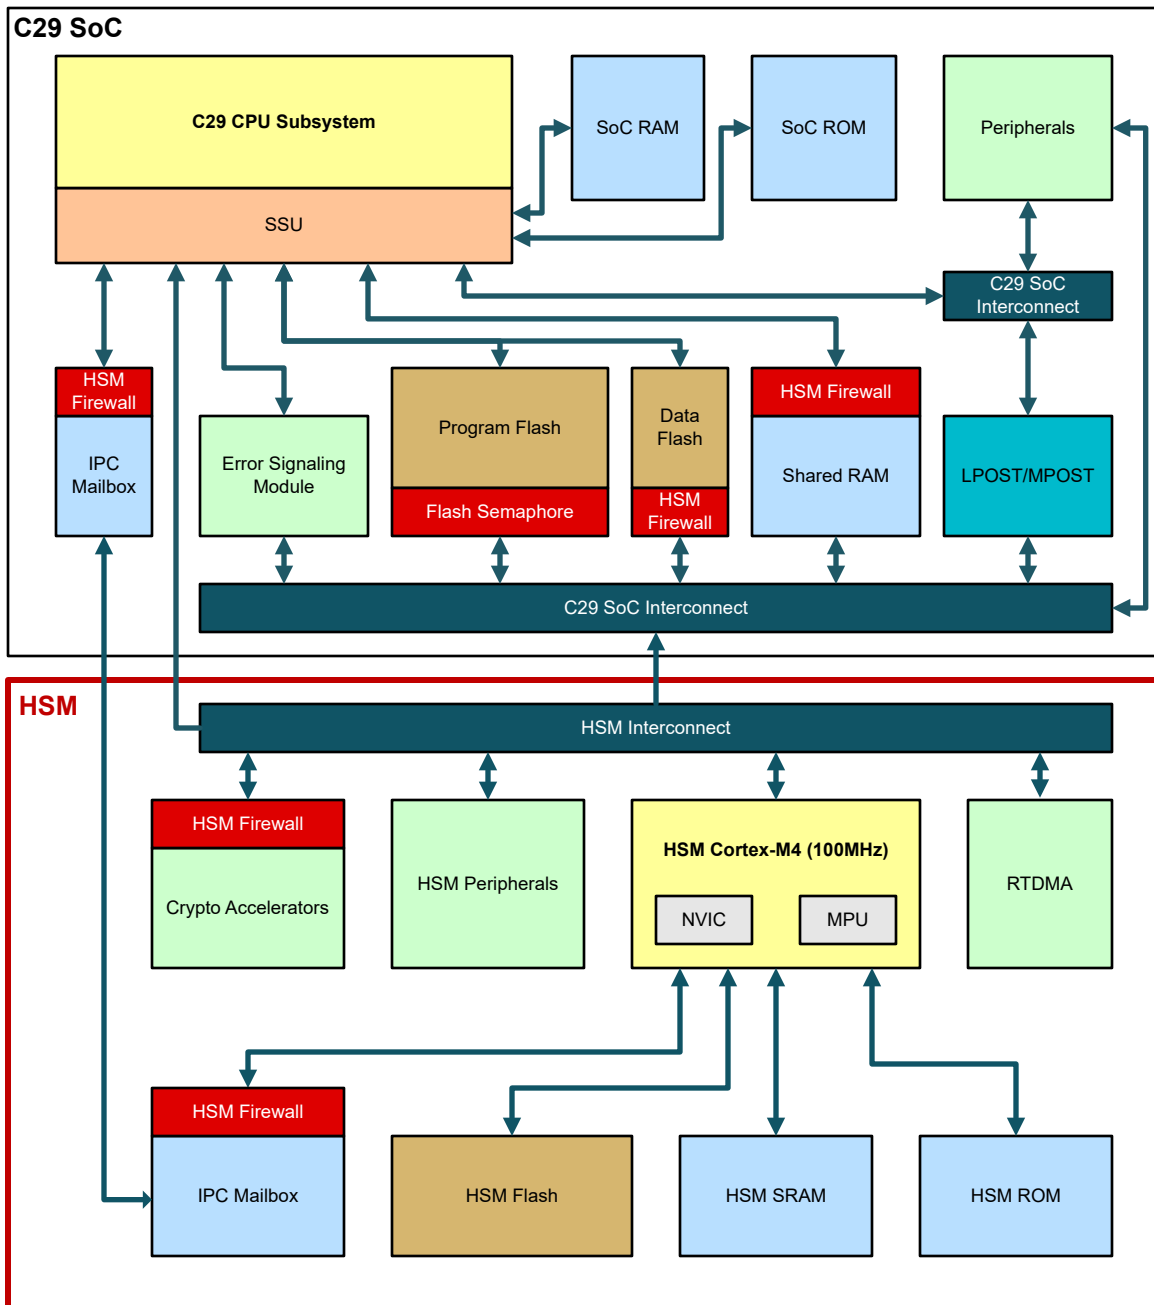 C29 SoC
C29 CPU Subsystem
SSU
SoC RAM
SoC ROM
Peripherals
C29 SoC
Interconnect
HSM
Firewall
IPC
Mailbox
Error Signaling
Module
Program Flash
Flash Semaphore
Data
Flash
HSM
Firewall
HSM Firewall
Shared RAM
LPOST/MPOST
C29 SoC Interconnect
HSM
HSM Interconnect
HSM Firewall
Crypto Accelerators
HSM Peripherals
HSM Cortex-M4 (100MHz)
NVIC
MPU
RTDMA
HSM Firewall
IPC Mailbox
HSM Flash
HSM SRAM
HSM ROM